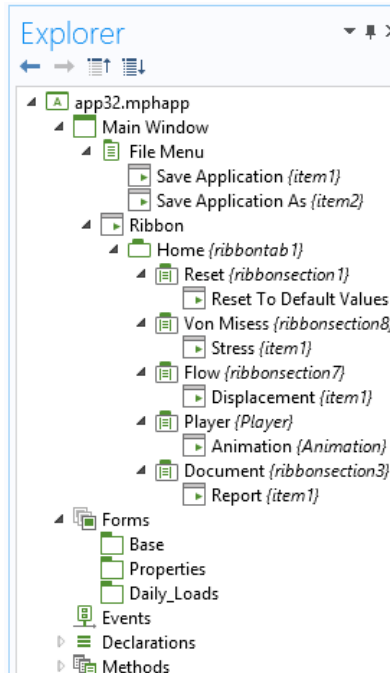 Explorer
app32.mphapp
Main Window
File Menu
Save Application {item1}
Save Application As {item2}
Ribbon
Home {ribbontab1}
Reset {ribbonsection1}
Reset To Default Values
Von Misess {ribbonsection8}
Stress {item1}
Flow {ribbonsection7}
Displacement {item1}
Player {Player}
Animation {Animation}
Document {ribbonsection3}
Report {item1}
Forms
Base
Properties
Daily_Loads
Events
Declarations
Methods